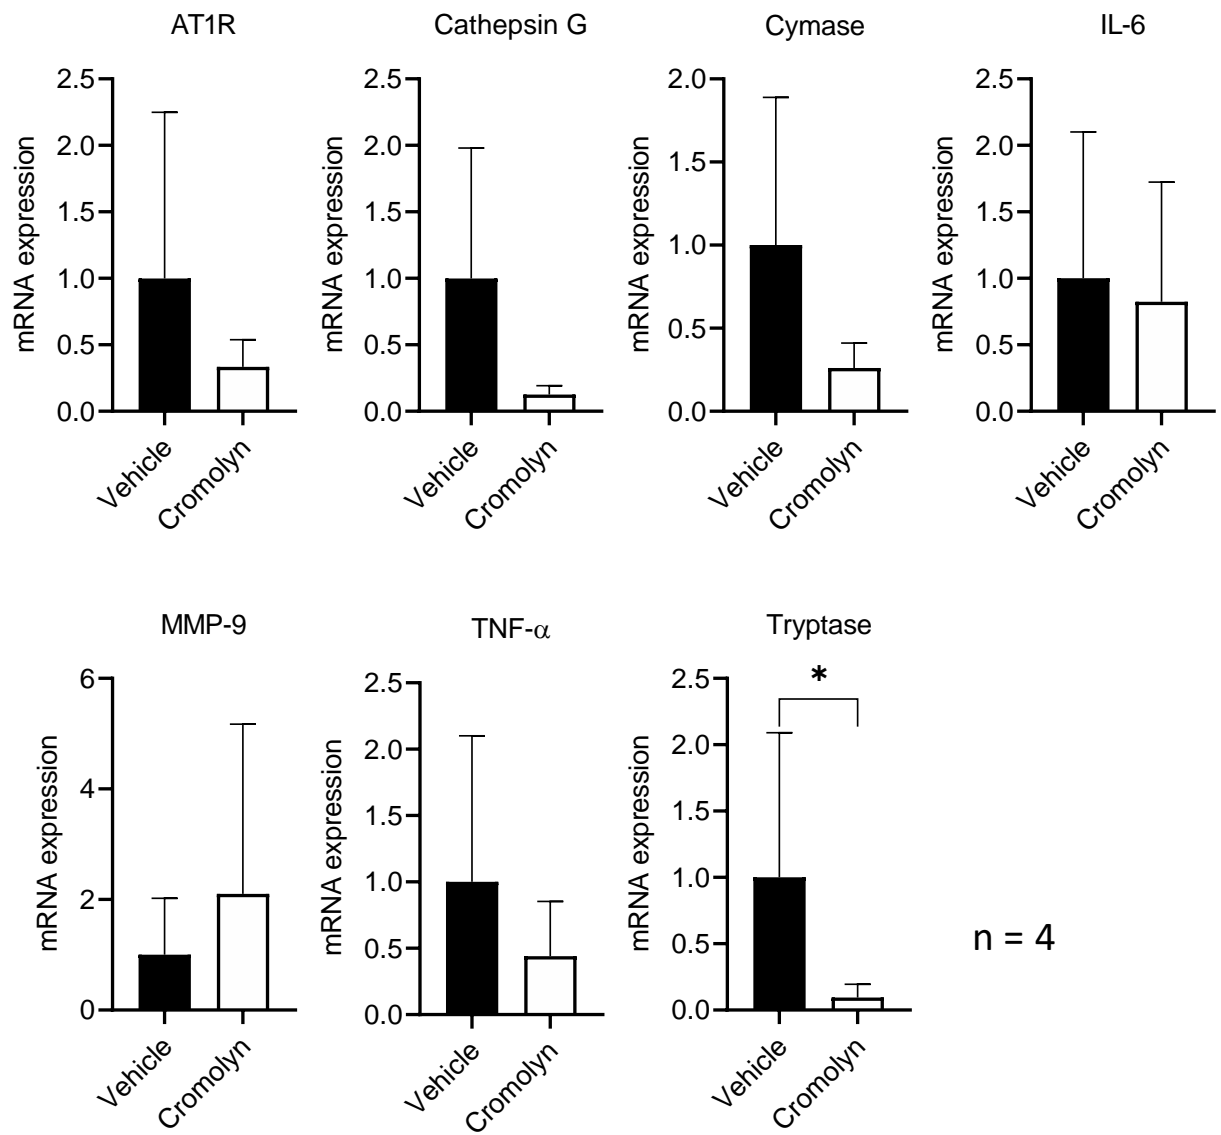 AT1R
Cathepsin G
Cymase
IL-6
mRNA expression
2.5
2.0
1.5
1.0
0.5
0.0
Vehicle
Cromolyn
mRNA expression
2.5
2.0
1.5
1.0
0.5
0.0
Vehicle
Cromolyn
mRNA expression
2.0
1.5
1.0
0.5
0.0
Vehicle
Cromolyn
mRNA expression
2.5
2.0
1.5
1.0
0.5
0.0
Vehicle
Cromolyn
MMP-9
TNF-α
Tryptase
mRNA expression
6
4
2
0
Vehicle
Cromolyn
mRNA expression
2.5
2.0
1.5
1.0
0.5
0.0
Vehicle
Cromolyn
mRNA expression
2.5
2.0
1.5
1.0
0.5
0.0
*
Vehicle
Cromolyn
n = 4